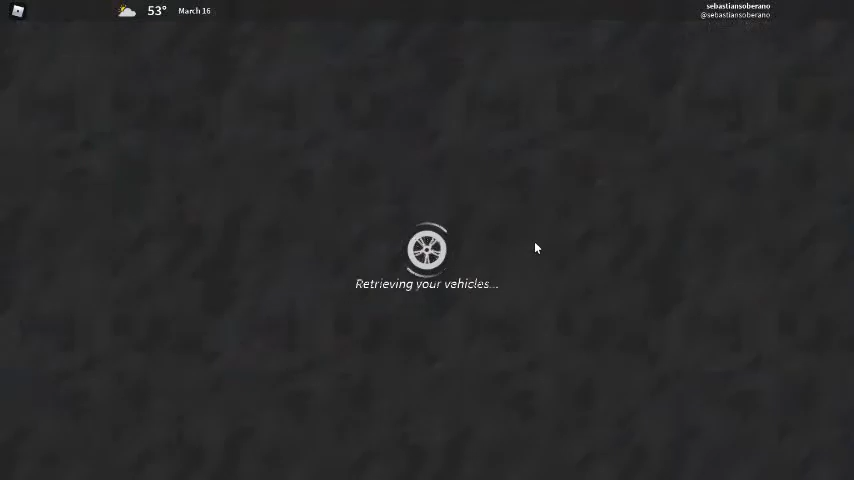 53° March 16
sebastiansoberano
@sebastiansoberano
Retrieving your vehicles...